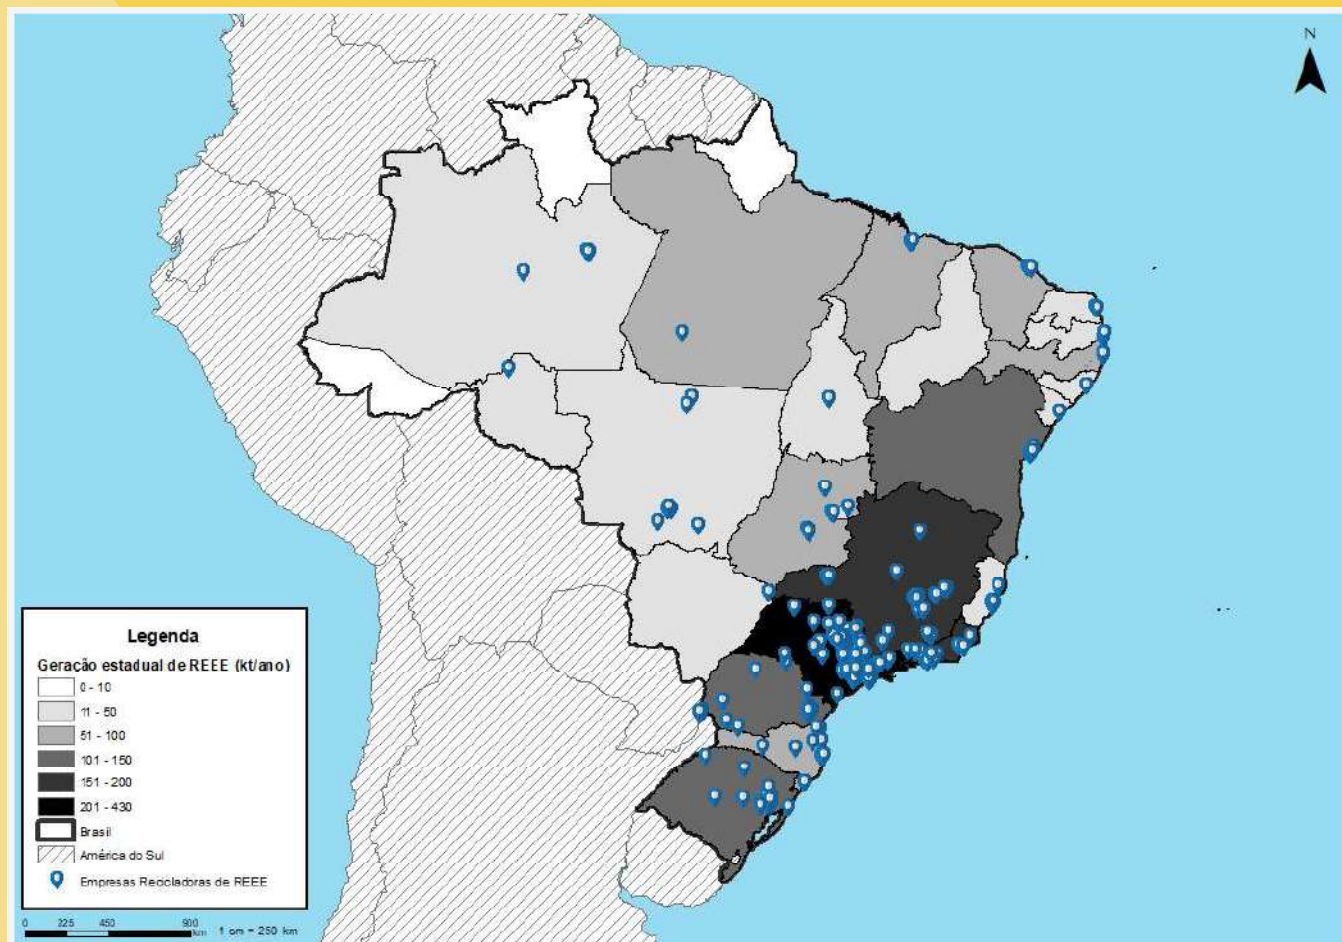 N
Legenda
Geração estadual de REEE (kt/ano)
0 - 10
11 - 50
51 - 100
101 - 150
151 - 200
201 - 430
Brasil
América do Sul
Empresas Recicladoras de REEE
0 225 450 900
km 1 cm = 250 km